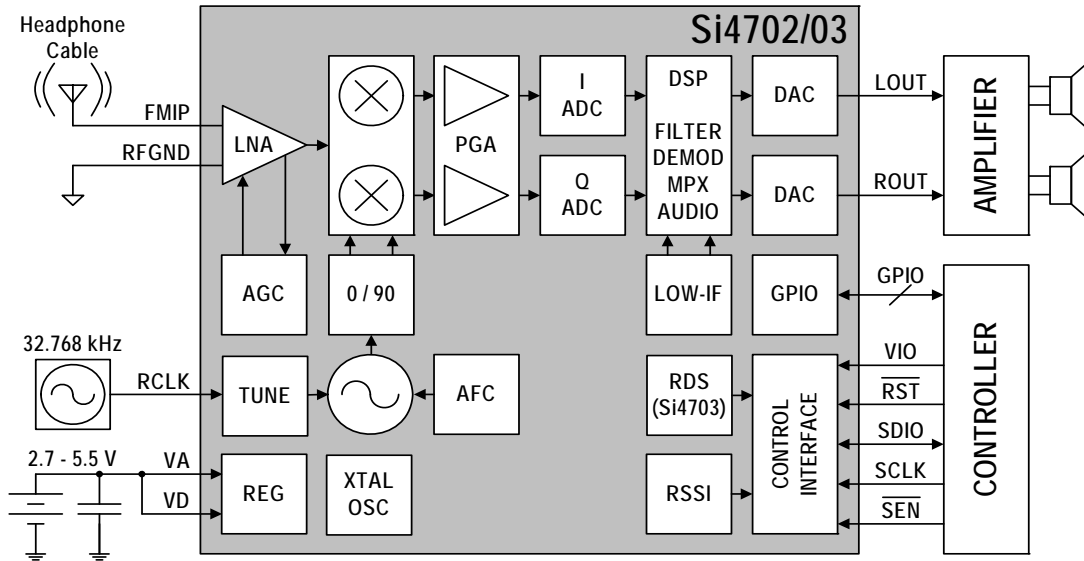 Si4702/03
Headphone
Cable
FMIP
RFGND
LNA
PGA
I
ADC
Q
ADC
DSP
FILTER
DEMOD
MPX
AUDIO
DAC
DAC
LOUT
ROUT
AMPLIFIER
AGC
0 / 90
LOW-IF
GPIO
GPIO
32.768 kHz
RCLK
TUNE
AFC
RDS
(Si4703)
CONTROL
INTERFACE
VIO
RST
SDIO
SCLK
SEN
CONTROLLER
2.7 - 5.5 V
VA
VD
REG
XTAL
OSC
RSSI